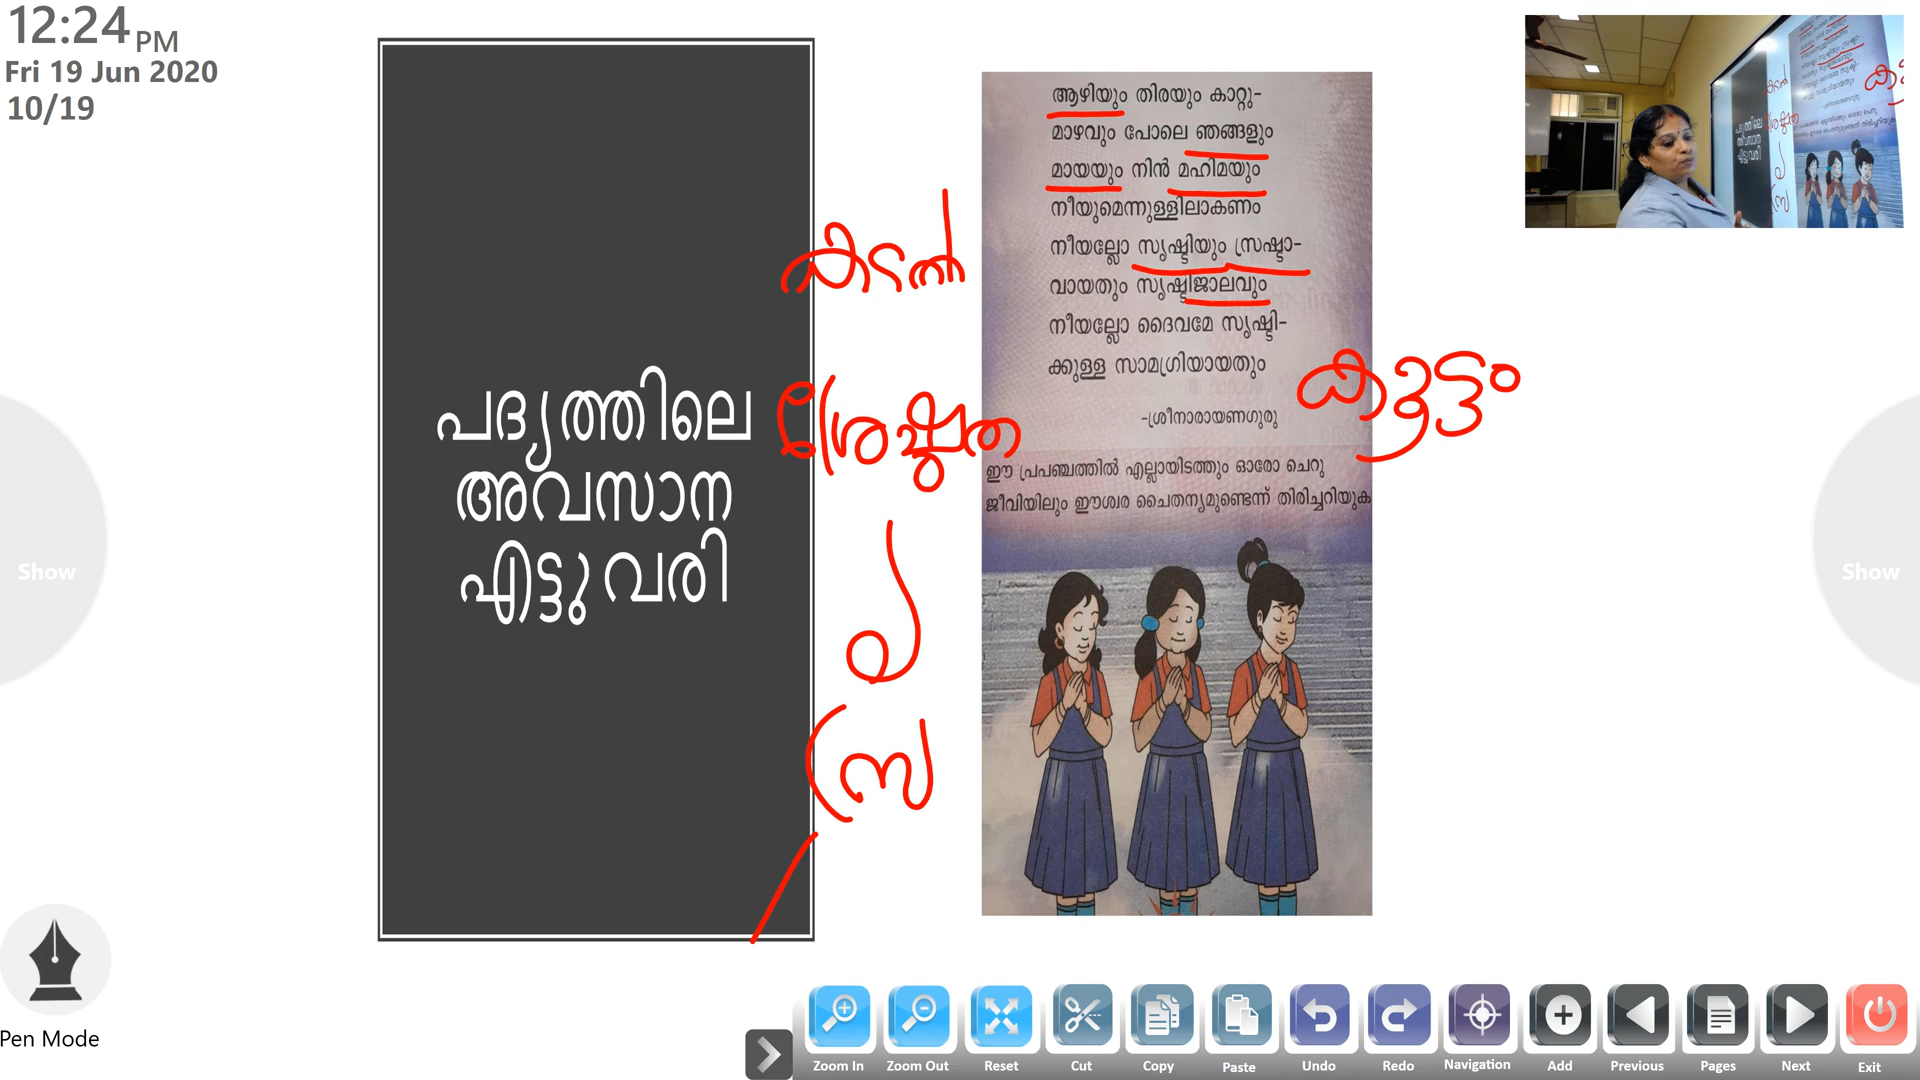 12:24 PM
Fri 19 Jun 2020
10/19
പദ്യത്തിലെ
അവസാന
എട്ടു വരി
കടൽ
ശ്രേഷ്ഠത
സ്ര
ആഴിയും തിരയും കാറ്റു-
മാഴവും പോലെ ഞങ്ങളും
മായയും നിൻ മഹിമയും
നീയുമെന്നുള്ളിലാകണം
നീയല്ലോ സൃഷ്ടിയും സ്രഷ്ടാ-
വായതും സൃഷ്ടിജാലവും
നീയല്ലോ ദൈവമേ സൃഷ്ടി-
ക്കുള്ള സാമഗ്രിയായതും
-ശ്രീനാരായണഗുരു
കൂട്ടം
ഈ പ്രപഞ്ചത്തിൽ എല്ലായിടത്തും ഓരോ ചെറു
ജീവിയിലും ഈശ്വര ചൈതന്യമുണ്ടെന്ന് തിരിച്ചറിയുക
Show
Show
Pen Mode
Zoom In
Zoom Out
Reset
Cut
Copy
Paste
Undo
Redo
Navigation
Add
Previous
Pages
Next
Exit